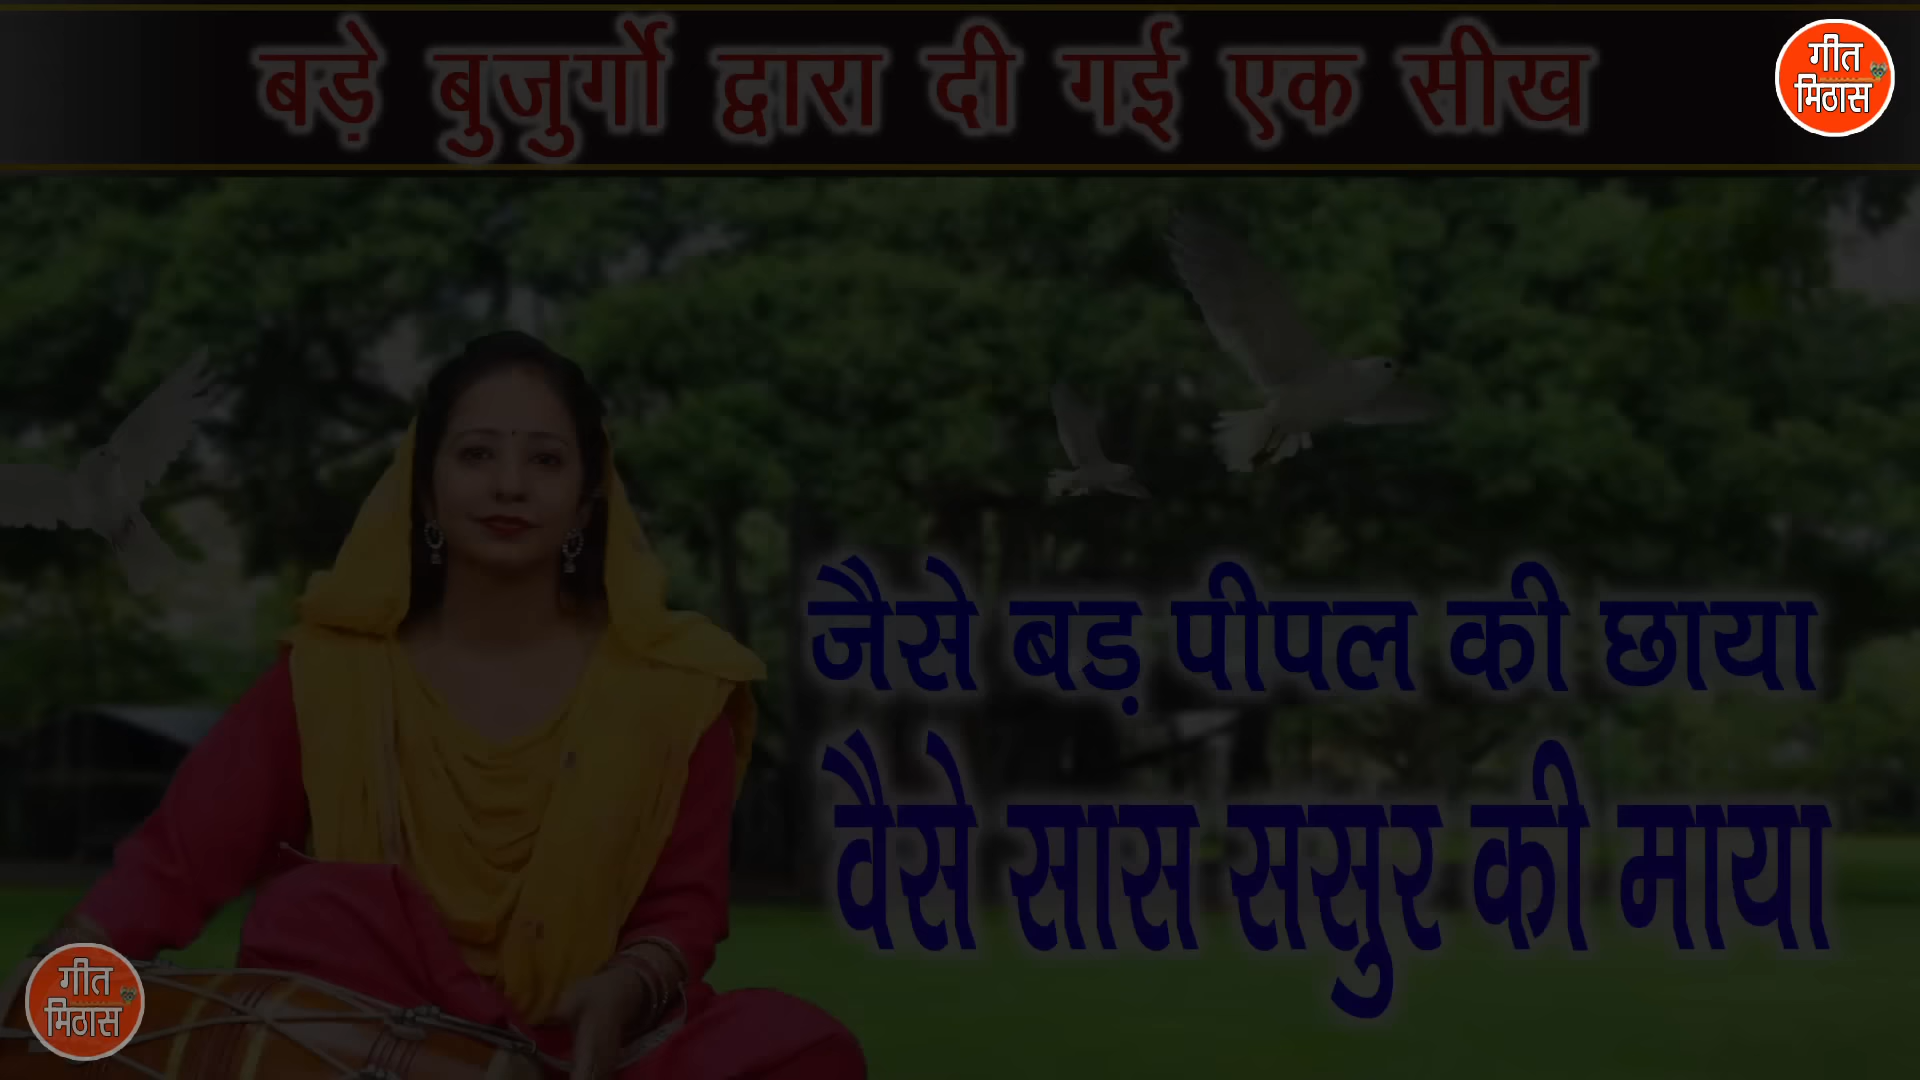 बड़े बुजुर्गो द्वारा दी गई एक सीख
गीत
मिठास
जैसे बड़ पीपल की छाया
वैसे सास ससुर की माया
गीत
मिठास